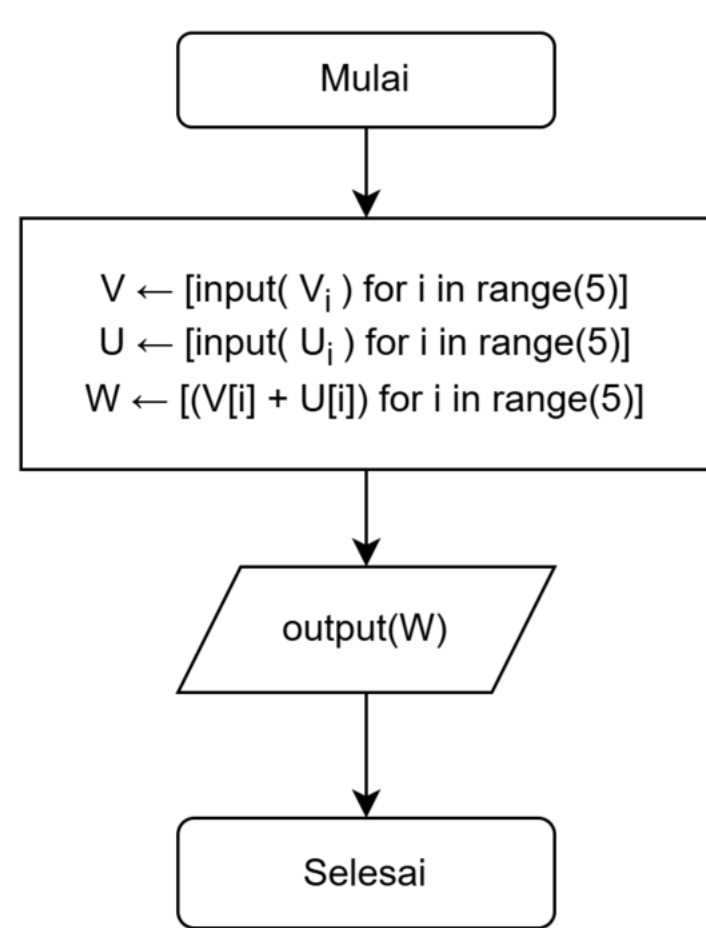 Mulai
V ← [input( Vᵢ ) for i in range(5)]
U ← [input( Uᵢ ) for i in range(5)]
W ← [(V[i] + U[i]) for i in range(5)]
output(W)
Selesai